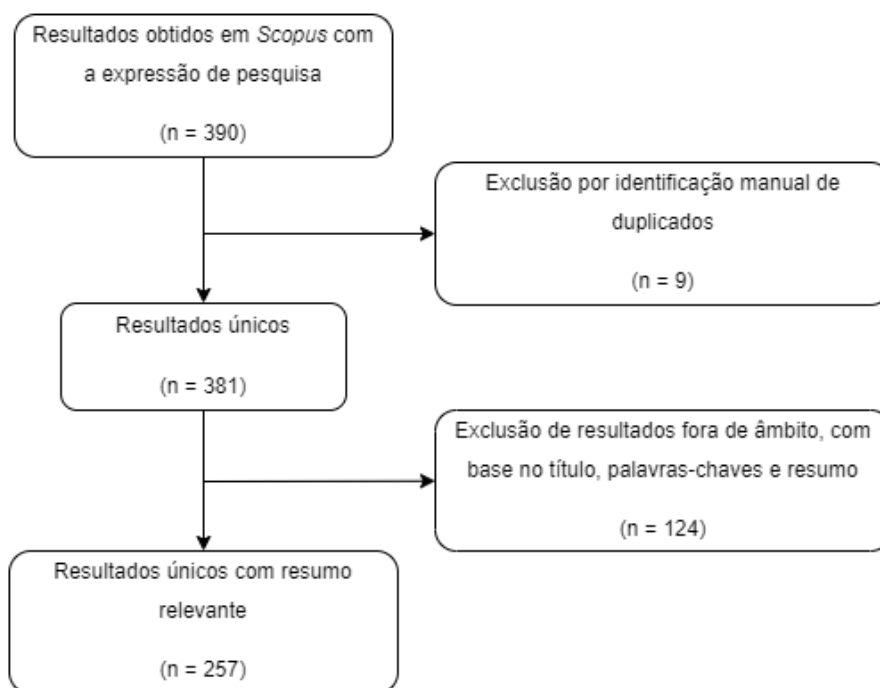 Resultados obtidos em Scopus com
a expressão de pesquisa
(n = 390)
Exclusão por identificação manual de
duplicados
(n = 9)
Resultados únicos
(n = 381)
Exclusão de resultados fora de âmbito, com
base no título, palavras-chaves e resumo
(n = 124)
Resultados únicos com resumo
relevante
(n = 257)